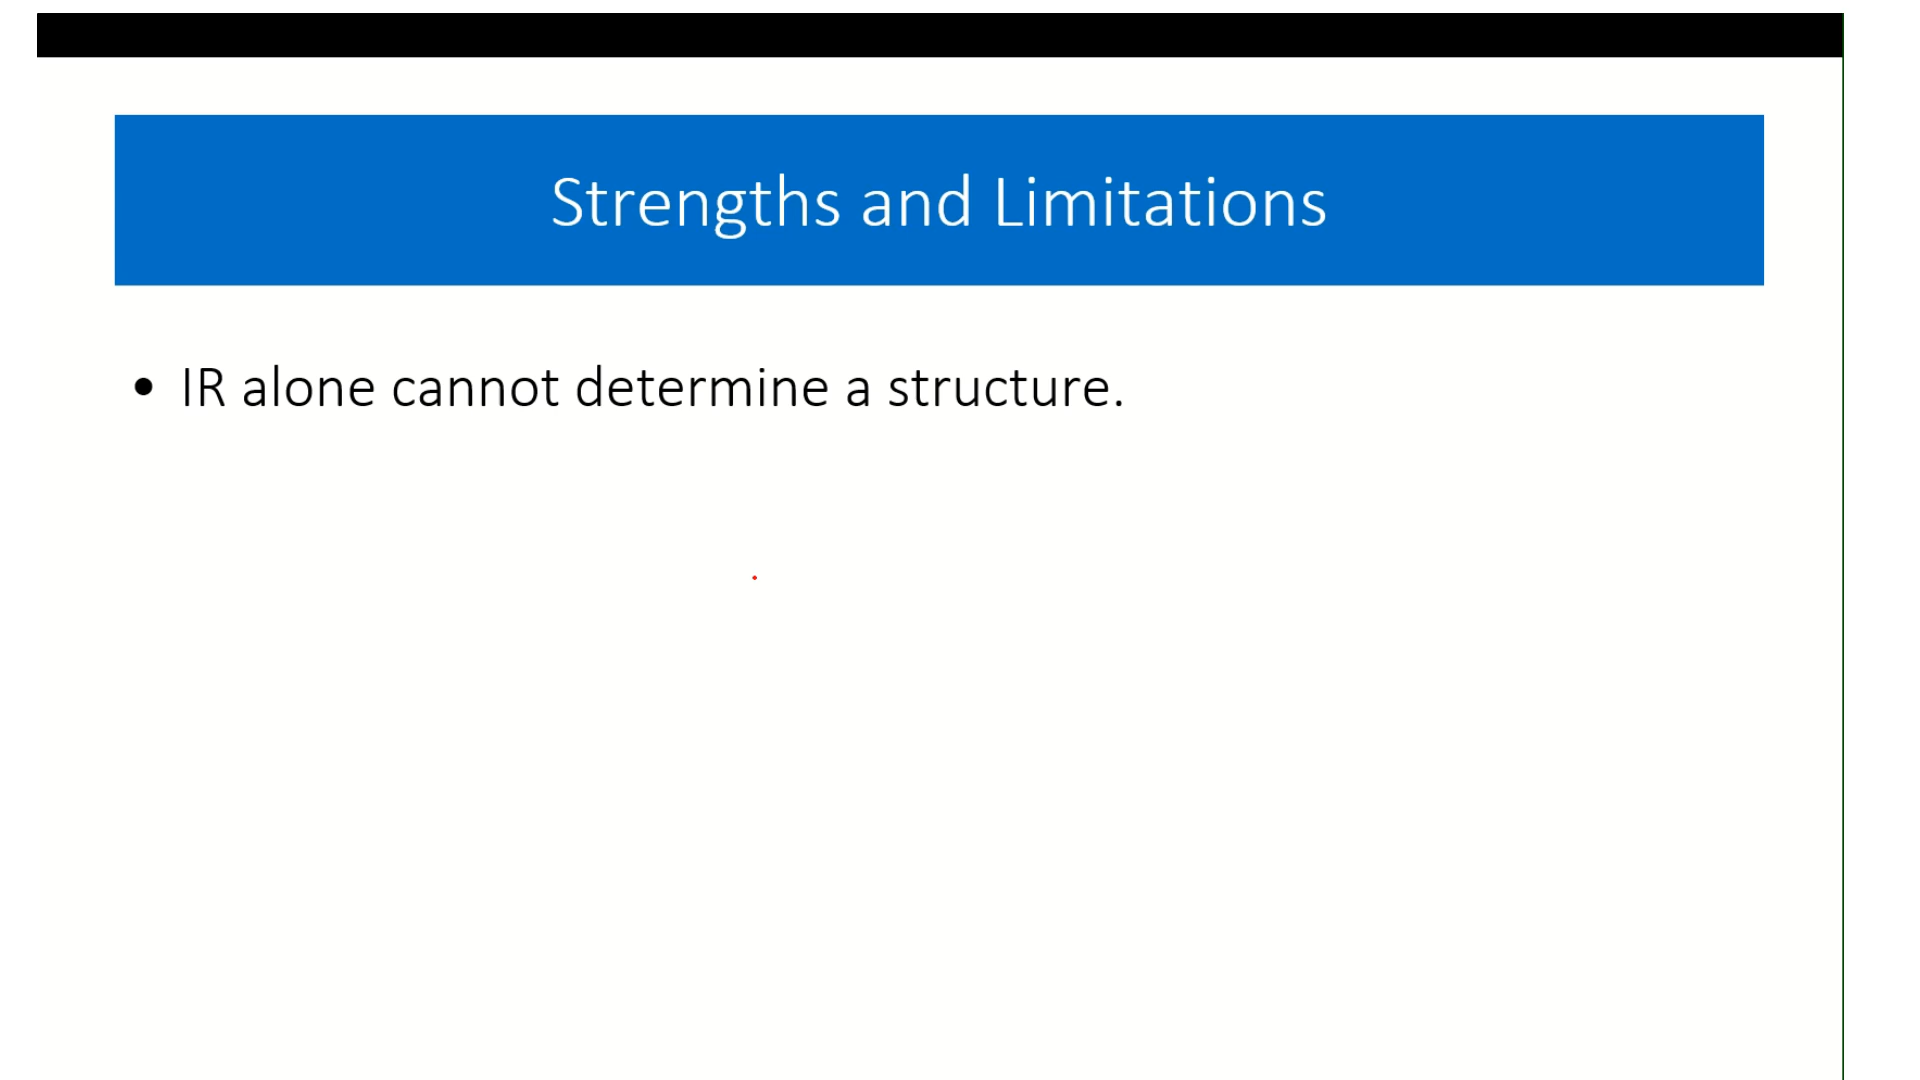 Strengths and Limitations
• IR alone cannot determine a structure.